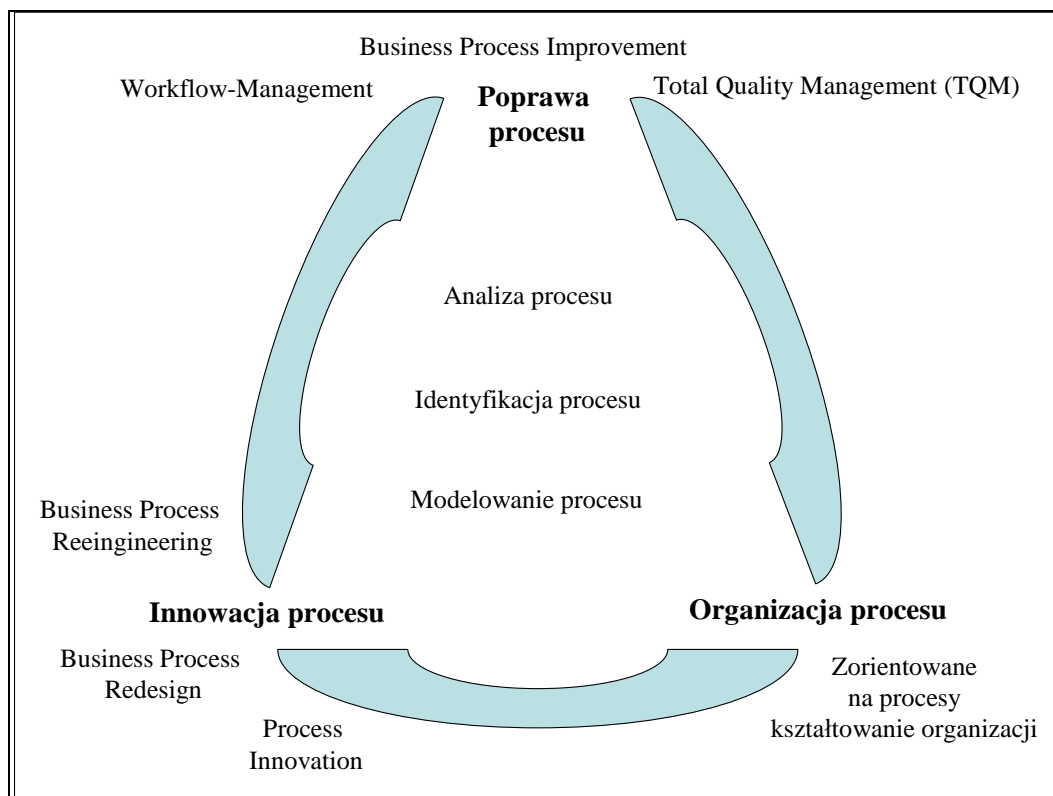 Business Process Improvement
Workflow-Management
Poprawa
procesu
Total Quality Management (TQM)
Analiza procesu
Identyfikacja procesu
Modelowanie procesu
Business Process
Reeingineering
Innowacja procesu
Organizacja procesu
Business Process
Redesign
Process
Innovation
Zorientowane
na procesy
kształtowanie organizacji